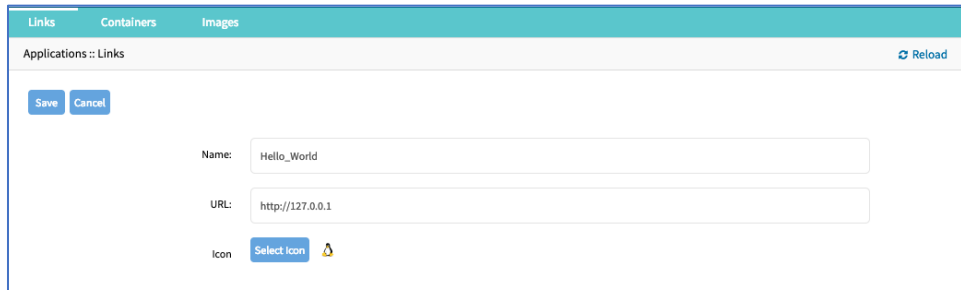 Links Containers Images
Applications :: Links Reload
Save Cancel
Name: Hello_World
URL: http://127.0.0.1
Icon Select Icon